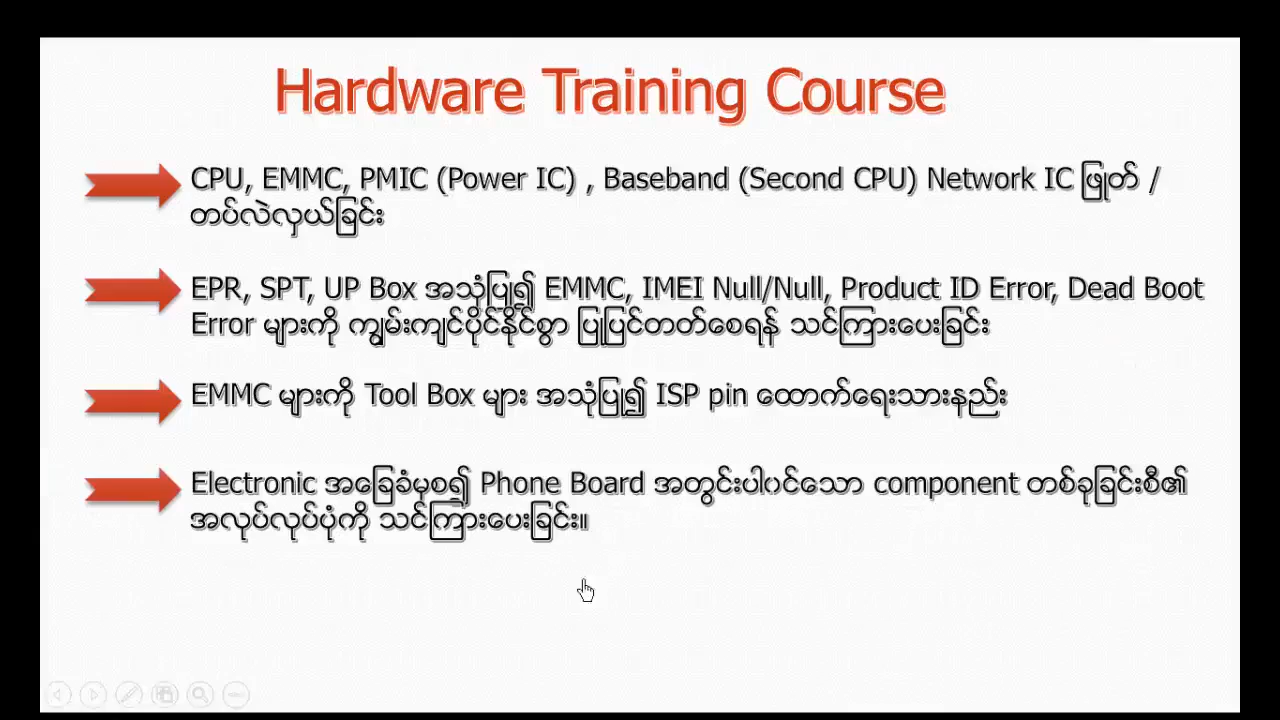 Hardware Training Course
CPU, EMMC, PMIC (Power IC) , Baseband (Second CPU) Network IC ဖြုတ် /
တပ်လဲလှယ်ခြင်း
EPR, SPT, UP Box အသုံပြု၍ EMMC, IMEI Null/Null, Product ID Error, Dead Boot
Error များကို ကျွမ်းကျင်ပိုင်နိုင်စွာ ပြုပြင်တတ်စေရန် သင်ကြားပေးခြင်း
EMMC များကို Tool Box များ အသုံပြု၍ ISP pin ထောက်ရေးသားနည်း
Electronic အခြေခံမှစ၍ Phone Board အတွင်းပါဝင်သော component တစ်ခုခြင်းစီ၏
အလုပ်လုပ်ပုံကို သင်ကြားပေးခြင်း။